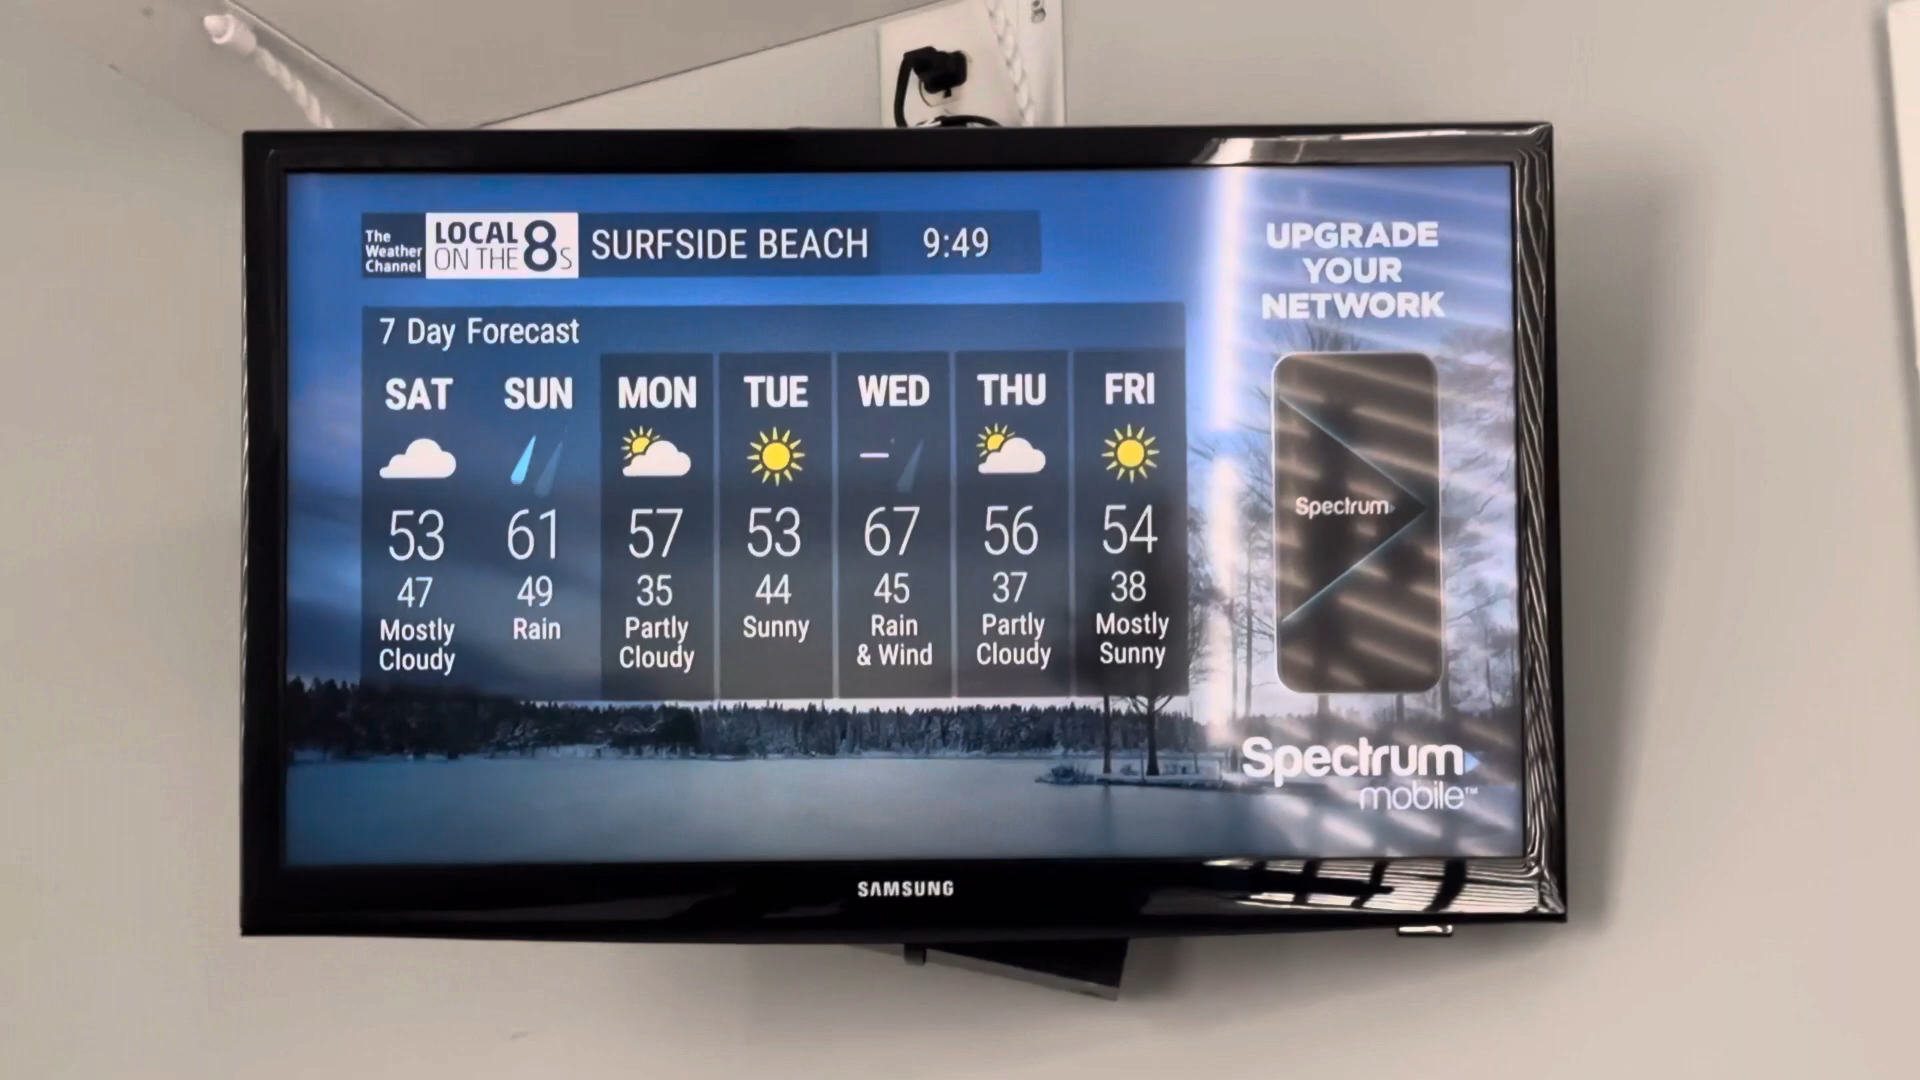 The Weather Channel
LOCAL ON THE 8s
SURFSIDE BEACH 9:49
7 Day Forecast
SAT SUN MON TUE WED THU FRI
53 61 57 53 67 56 54
47 49 35 44 45 37 38
Mostly Cloudy
Rain
Partly Cloudy
Sunny
Rain & Wind
Partly Cloudy
Mostly Sunny
UPGRADE
YOUR
NETWORK
Spectrum
Spectrum
mobile™
SAMSUNG